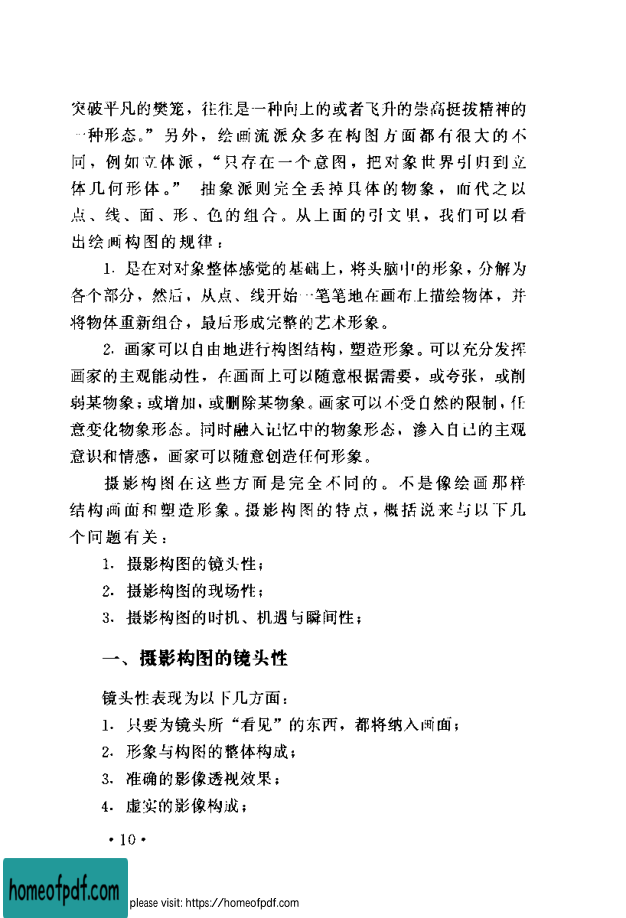 突破平凡的樊笼，往往是一种向上的或者飞升的崇高挺拔精神的
一种形态。”另外，绘画流派众多在构图方面都有很大的不
同，例如立体派，“只存在一个意图，把对象世界引归到立
体几何形体。” 抽象派则完全丢掉具体的物象，而代之以
点、线、面、形、色的组合。从上面的引文里，我们可以看
出绘画构图的规律：
1. 是在对对象整体感觉的基础上，将头脑中的形象，分解为
各个部分，然后，从点、线开始一笔笔地在画布上描绘物体，并
将物体重新组合，最后形成完整的艺术形象。
2. 画家可以自由地进行构图结构，塑造形象。可以充分发挥
画家的主观能动性，在画面上可以随意根据需要，或夸张，或削
弱某物象；或增加，或删除某物象。画家可以不受自然的限制，任
意变化物象形态。同时融入记忆中的物象形态，渗入自己的主观
意识和情感，画家可以随意创造任何形象。
摄影构图在这些方面是完全不同的。不是像绘画那样
结构画面和塑造形象。摄影构图的特点，概括说来与以下几
个问题有关：
1. 摄影构图的镜头性；
2. 摄影构图的现场性；
3. 摄影构图的时机、机遇与瞬间性；
一、摄影构图的镜头性
镜头性表现为以下几方面：
1. 只要为镜头所“看见”的东西，都将纳入画面；
2. 形象与构图的整体构成；
3. 准确的影像透视效果；
4. 虚实的影像构成；
·10·
homeofpdf.com
please visit: https://homeofpdf.com